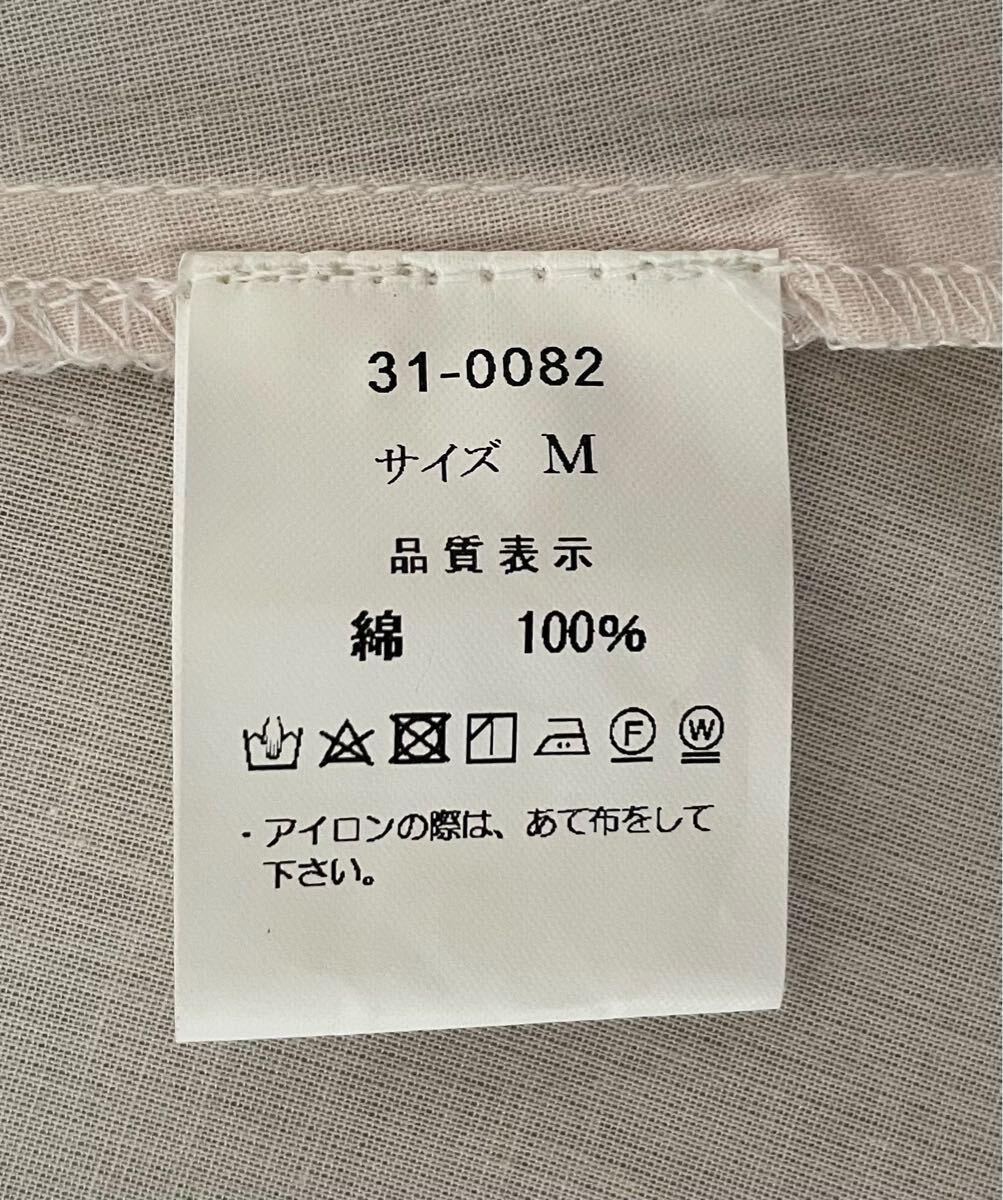 31-0082
サイズ M
品質表示
綿 100%
F W
・アイロンの際は、あて布をして
下さい。